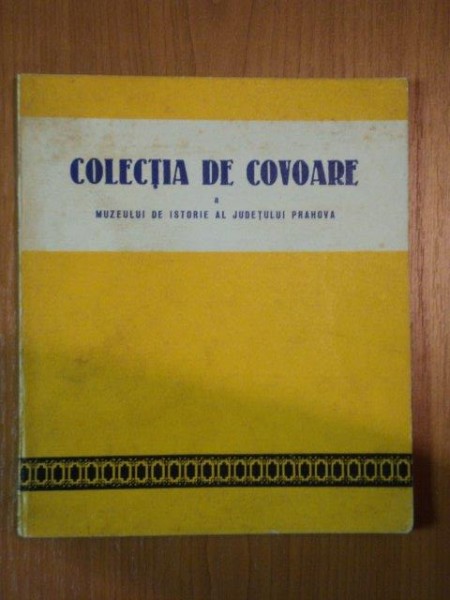 COLECȚIA DE COVOARE
a
MUZEULUI DE ISTORIE AL JUDEȚULUI PRAHOVA